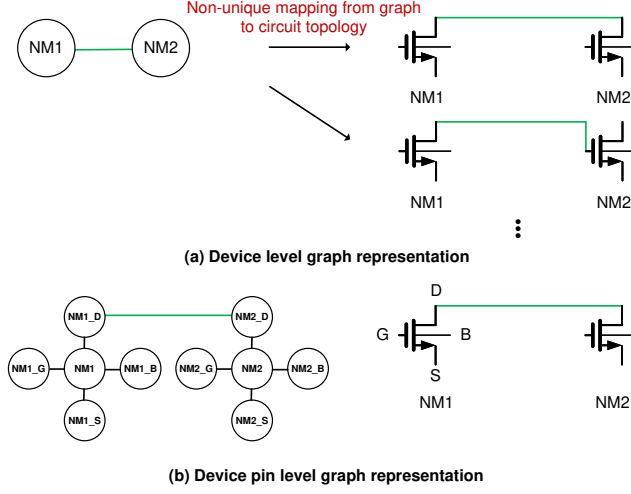 Non-unique mapping from graph
to circuit topology
NM1 NM2
NM1 NM2
NM1 NM2
(a) Device level graph representation
NM1_D NM2_D
NM1_G NM1 NM1_B NM2_G NM2 NM2_B
NM1_S NM2_S
D
G B
S
NM1 NM2
(b) Device pin level graph representation